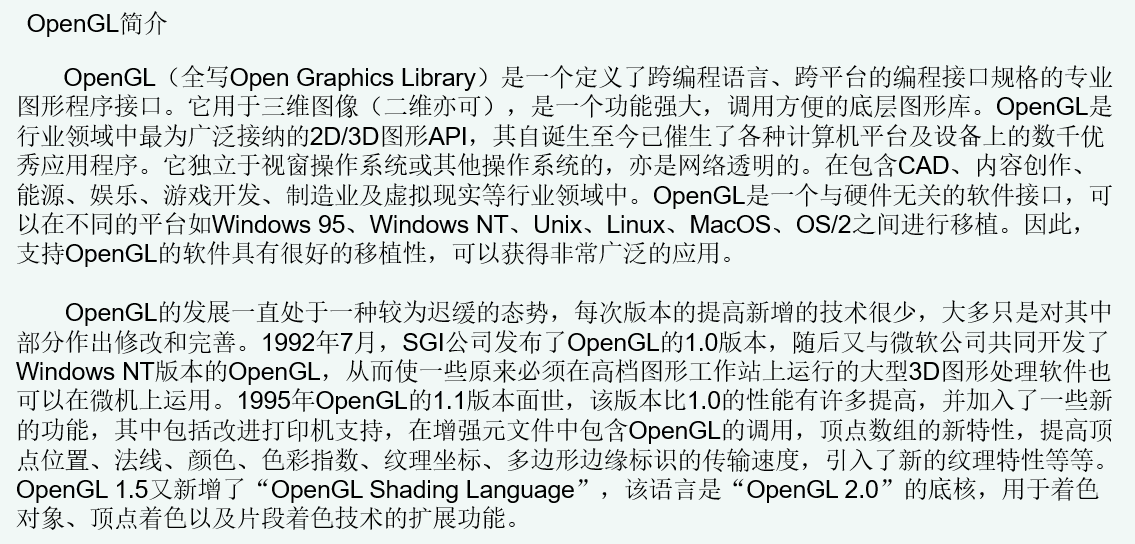 OpenGL简介
OpenGL（全写Open Graphics Library）是一个定义了跨编程语言、跨平台的编程接口规格的专业
图形程序接口。它用于三维图像（二维亦可），是一个功能强大，调用方便的底层图形库。OpenGL是
行业领域中最为广泛接纳的2D/3D图形API，其自诞生至今已催生了各种计算机平台及设备上的数千优
秀应用程序。它独立于视窗操作系统或其他操作系统的，亦是网络透明的。在包含CAD、内容创作、
能源、娱乐、游戏开发、制造业及虚拟现实等行业领域中。OpenGL是一个与硬件无关的软件接口，可
以在不同的平台如Windows 95、Windows NT、Unix、Linux、MacOS、OS/2之间进行移植。因此，
支持OpenGL的软件具有很好的移植性，可以获得非常广泛的应用。
OpenGL的发展一直处于一种较为迟缓的态势，每次版本的提高新增的技术很少，大多只是对其中
部分作出修改和完善。1992年7月，SGI公司发布了OpenGL的1.0版本，随后又与微软公司共同开发了
Windows NT版本的OpenGL，从而使一些原来必须在高档图形工作站上运行的大型3D图形处理软件也
可以在微机上运用。1995年OpenGL的1.1版本面世，该版本比1.0的性能有许多提高，并加入了一些新
的功能，其中包括改进打印机支持，在增强元文件中包含OpenGL的调用，顶点数组的新特性，提高顶
点位置、法线、颜色、色彩指数、纹理坐标、多边形边缘标识的传输速度，引入了新的纹理特性等等。
OpenGL 1.5又新增了“OpenGL Shading Language”，该语言是“OpenGL 2.0”的底核，用于着色
对象、顶点着色以及片段着色技术的扩展功能。